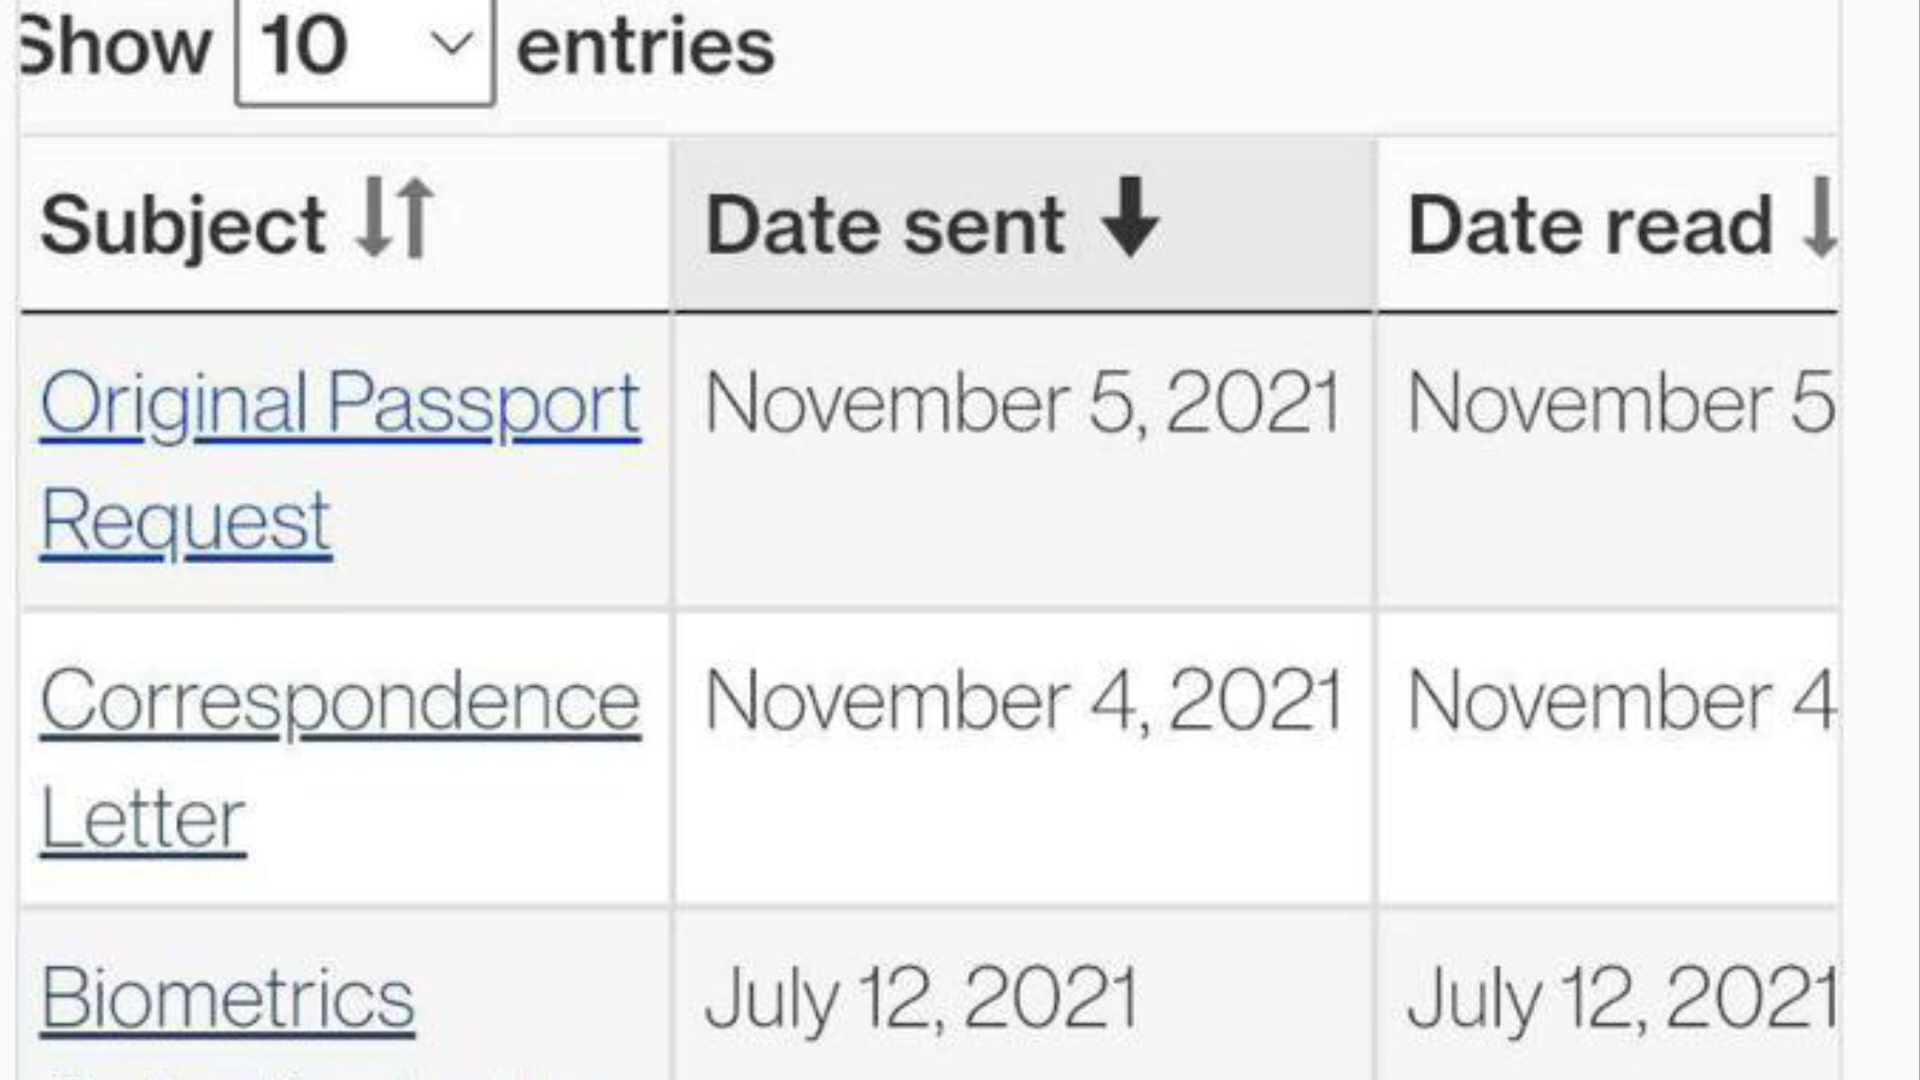 Show 10 entries
Subject Date sent Date read
Original Passport November 5, 2021 November 5
Request
Correspondence November 4, 2021 November 4
Letter
Biometrics July 12, 2021 July 12, 2021